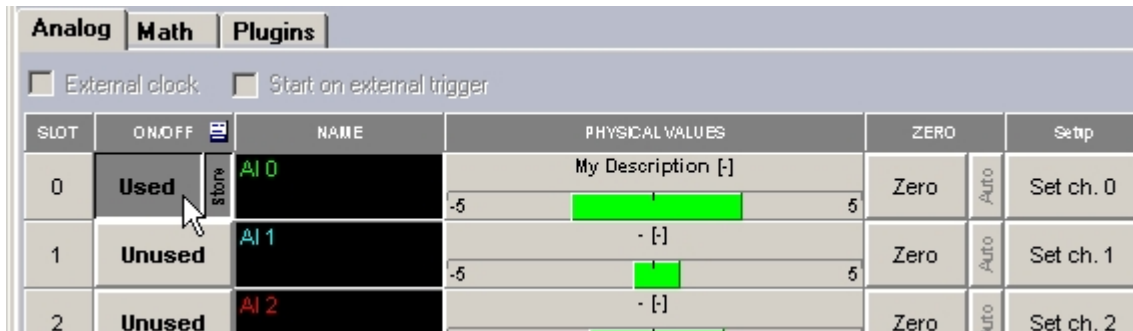 Analog Math Plugins
External clock Start on external trigger
SLOT ON/OFF NAME PHYSICAL VALUES ZERO Setup
0 Used store AI 0 My Description [-] Zero Auto Set ch. 0
-5 5
1 Unused AI 1 - [-] Zero Auto Set ch. 1
-5 5
2 Unused AI 2 - [-] Zero Auto Set ch. 2